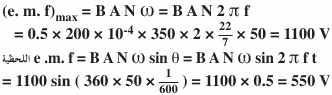 (e. m. f)max = B A N ω = B A N 2 π f
= 0.5 × 200 × 10⁻⁴ × 350 × 2 × 22/7 × 50 = 1100 V
اللحظية e .m. f = B A N ω sin θ = B A N ω sin 2 π f t
= 1100 sin ( 360 × 50 × 1/600 ) = 1100 × 0.5 = 550 V